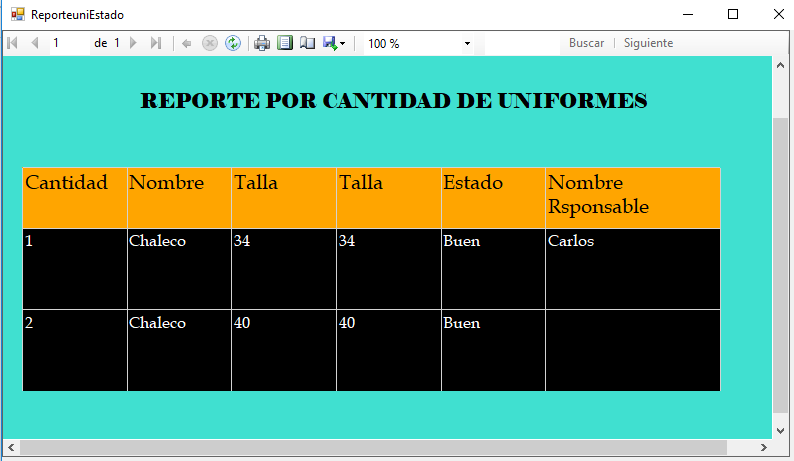 ReporteuniEstado
1 de 1 100 % Buscar Siguiente
REPORTE POR CANTIDAD DE UNIFORMES
Cantidad Nombre Talla Talla Estado Nombre
Rsponsable
1 Chaleco 34 34 Buen Carlos
2 Chaleco 40 40 Buen